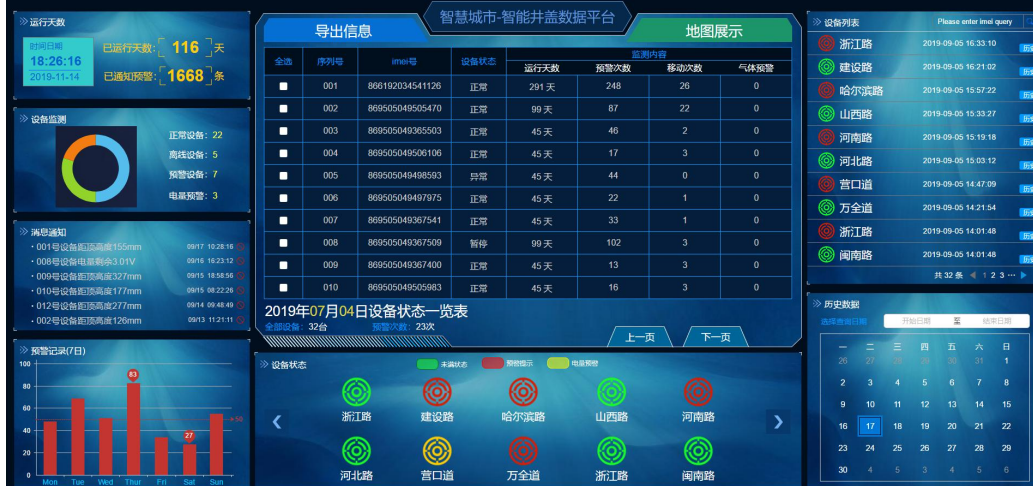 智慧城市-智能井盖数据平台
运行天数
时间日期
18:26:16
2019-11-14
已运行天数: 116 天
已通知预警: 1668 条
设备监测
正常设备: 22
离线设备: 5
预警设备: 7
电量预警: 3
消息通知
·001号设备距顶高度155mm 09/17 10:28:16
·008号设备电量剩余3.01V 09/16 16:23:12
·009号设备距顶高度327mm 09/15 18:58:56
·010号设备距顶高度177mm 09/15 08:22:26
·012号设备距顶高度277mm 09/14 09:48:49
·002号设备距顶高度126mm 09/13 11:21:11
预警记录(7日)
100
83
80
60
50
40
27
20
0
Mon Tue Wed Thur Fri Sat Sun
导出信息 地图展示
全选 序列号 imei号 设备状态 监测内容
运行天数 预警次数 移动次数 气体预警
001 866192034541126 正常 291 天 248 26 0
002 869505049505470 正常 99 天 87 22 0
003 869505049365503 正常 45 天 46 2 0
004 869505049506106 正常 45 天 17 3 0
005 869505049498593 异常 45 天 44 0 0
006 869505049497975 正常 45 天 22 1 0
007 869505049367541 正常 45 天 33 1 0
008 869505049367509 暂停 99 天 102 3 0
009 869505049367400 正常 45 天 13 3 0
010 869505049505983 正常 45 天 16 3 0
2019年07月04日设备状态一览表
全部设备: 32台 预警次数: 23次
上一页 下一页
设备状态
未满状态 预警提示 电量预警
浙江路 建设路 哈尔滨路 山西路 河南路
河北路 营口道 万全道 浙江路 闽南路
设备列表 Please enter imei query
浙江路 2019-09-05 16:33:10
建设路 2019-09-05 16:21:02
哈尔滨路 2019-09-05 15:57:22
山西路 2019-09-05 15:33:27
河南路 2019-09-05 15:19:18
河北路 2019-09-05 15:03:12
营口道 2019-09-05 14:47:09
万全道 2019-09-05 14:21:54
浙江路 2019-09-05 14:01:48
闽南路 2019-09-05 14:01:48
共 32 条 1 2 3 ···
历史数据
选择查询日期 开始日期 至 结束日期
一 二 三 四 五 六 日
26 27 28 29 30 31 1
2 3 4 5 6 7 8
9 10 11 12 13 14 15
16 17 18 19 20 21 22
23 24 25 26 27 28 29
30 4 5 3 4 5 6